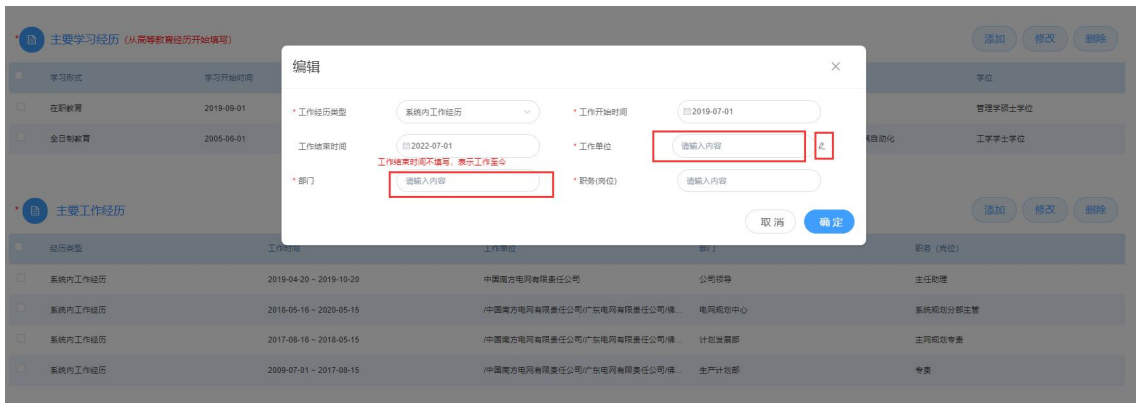 * 主要学习经历 (从高等教育经历开始填写) 添加 修改 删除
学习形式 学习开始时间 学位
在职教育 2019-09-01 管理学硕士学位
全日制教育 2005-06-01 自动化 工学学士学位
编辑 ×
* 工作经历类型 系统内工作经历 * 工作开始时间 2019-07-01
工作结束时间 2022-07-01 * 工作单位 请输入内容
工作结束时间不填写，表示工作至今
* 部门 请输入内容 * 职务(岗位) 请输入内容
取消 确定
* 主要工作经历 添加 修改 删除
经历类型 工作时间 工作单位 部门 职务（岗位）
系统内工作经历 2019-04-20 ~ 2019-10-20 中国南方电网有限责任公司 公司领导 主任助理
系统内工作经历 2018-05-16 ~ 2020-05-15 /中国南方电网有限责任公司/广东电网有限责任公司/佛... 电网规划中心 系统规划分部主管
系统内工作经历 2017-08-16 ~ 2018-05-15 /中国南方电网有限责任公司/广东电网有限责任公司/佛... 计划发展部 主网规划专责
系统内工作经历 2009-07-01 ~ 2017-08-15 /中国南方电网有限责任公司/广东电网有限责任公司/佛... 生产计划部 专责